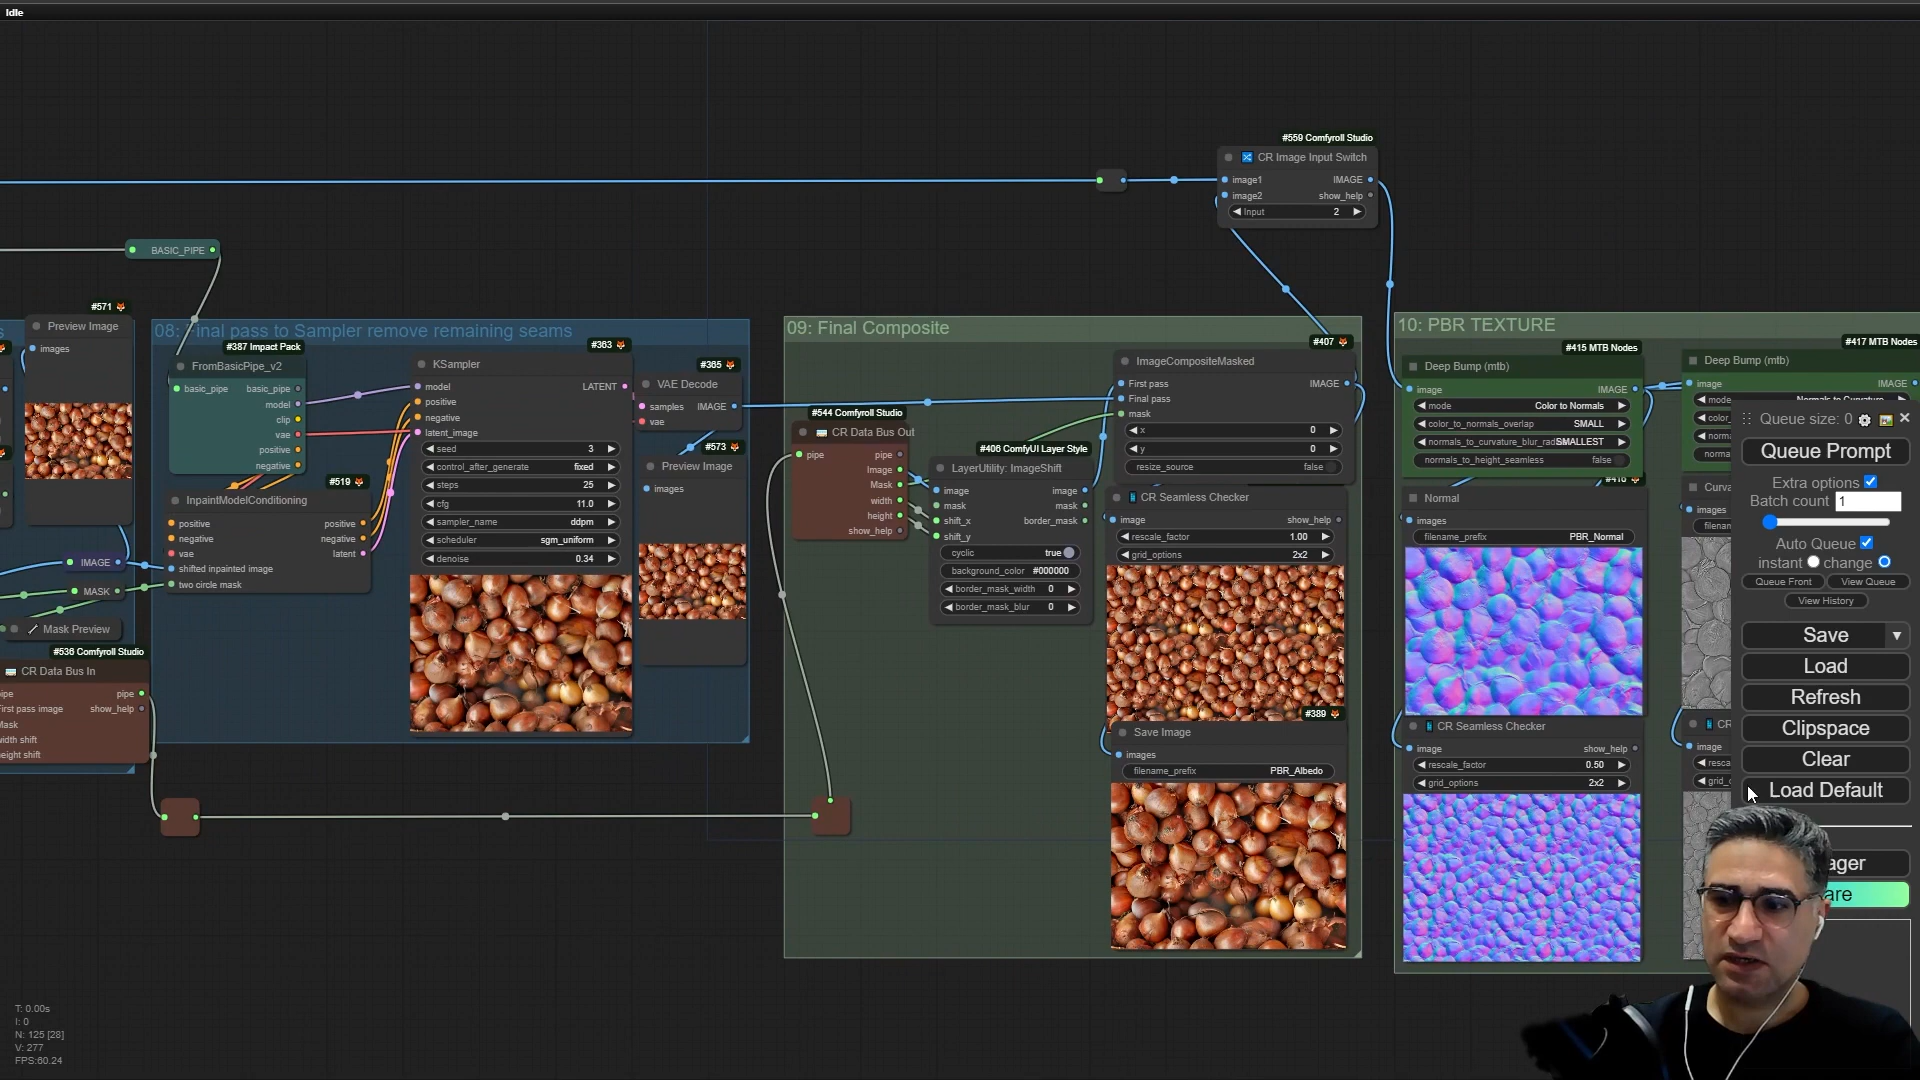 Idle
#559 Comfyroll Studio
CR Image Input Switch
image1 IMAGE
image2 show_help
Input 2
BASIC_PIPE
#571
Preview Image
images
08: Final pass to Sampler remove remaining seams
#387 Impact Pack
FromBasicPipe_v2
basic_pipe basic_pipe
model
clip
vae
positive
negative
#519
InpaintModelConditioning
positive positive
negative negative
vae latent
shifted inpainted image
two circle mask
IMAGE
MASK
Mask Preview
#536 Comfyroll Studio
CR Data Bus In
pipe
show_help
First pass image
Mask
width shift
height shift
#363
KSampler
model LATENT
positive
negative
latent_image
seed 3
control_after_generate fixed
steps 25
cfg 11.0
sampler_name ddpm
scheduler sgm_uniform
denoise 0.34
#365
VAE Decode
samples IMAGE
vae
#573
Preview Image
images
09: Final Composite
#407
ImageCompositeMasked
First pass IMAGE
Final pass
mask
x 0
y 0
resize_source false
#544 Comfyroll Studio
CR Data Bus Out
pipe pipe
Image
Mask
width
height
show_help
#406 ComfyUI Layer Style
LayerUtility: ImageShift
image image
mask mask
shift_x border_mask
shift_y
cyclic true
background_color #000000
border_mask_width 0
border_mask_blur 0
CR Seamless Checker
image show_help
rescale_factor 1.00
grid_options 2x2
#389
Save Image
images
filename_prefix PBR_Albedo
10: PBR TEXTURE
#415 MTB Nodes
Deep Bump (mtb)
image IMAGE
mode Color to Normals
color_to_normals_overlap SMALL
SMALLEST
normals_to_height_seamless false
Normal
images
filename_prefix PBR_Normal
CR Seamless Checker
image show_help
rescale_factor 0.50
grid_options 2x2
#417 MTB Nodes
Deep Bump (mtb)
image IMAGE
mode
images
image
Queue size: 0
Queue Prompt
Extra options
Batch count 1
Auto Queue
instant change
Queue Front View Queue
View History
Save
Load
Refresh
Clipspace
Clear
Load Default
T: 0.00s
I: 0
N: 125 [28]
V: 277
FPS:60.24